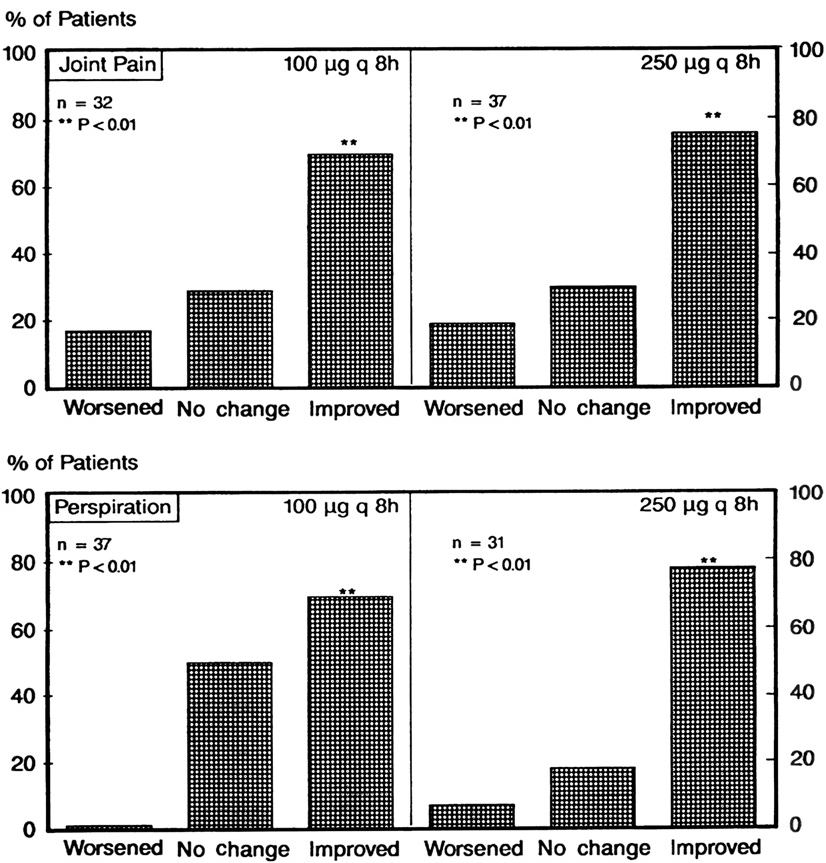 % of Patients
100 100
Joint Pain 100 µg q 8h 250 µg q 8h
n = 32 n = 37
** P < 0.01 ** P < 0.01
80 80
** **
60 60
40 40
20 20
0 0
Worsened No change Improved Worsened No change Improved
% of Patients
100 100
Perspiration 100 µg q 8h 250 µg q 8h
n = 37 n = 31
** P < 0.01 ** P < 0.01
80 80
** **
60 60
40 40
20 20
0 0
Worsened No change Improved Worsened No change Improved